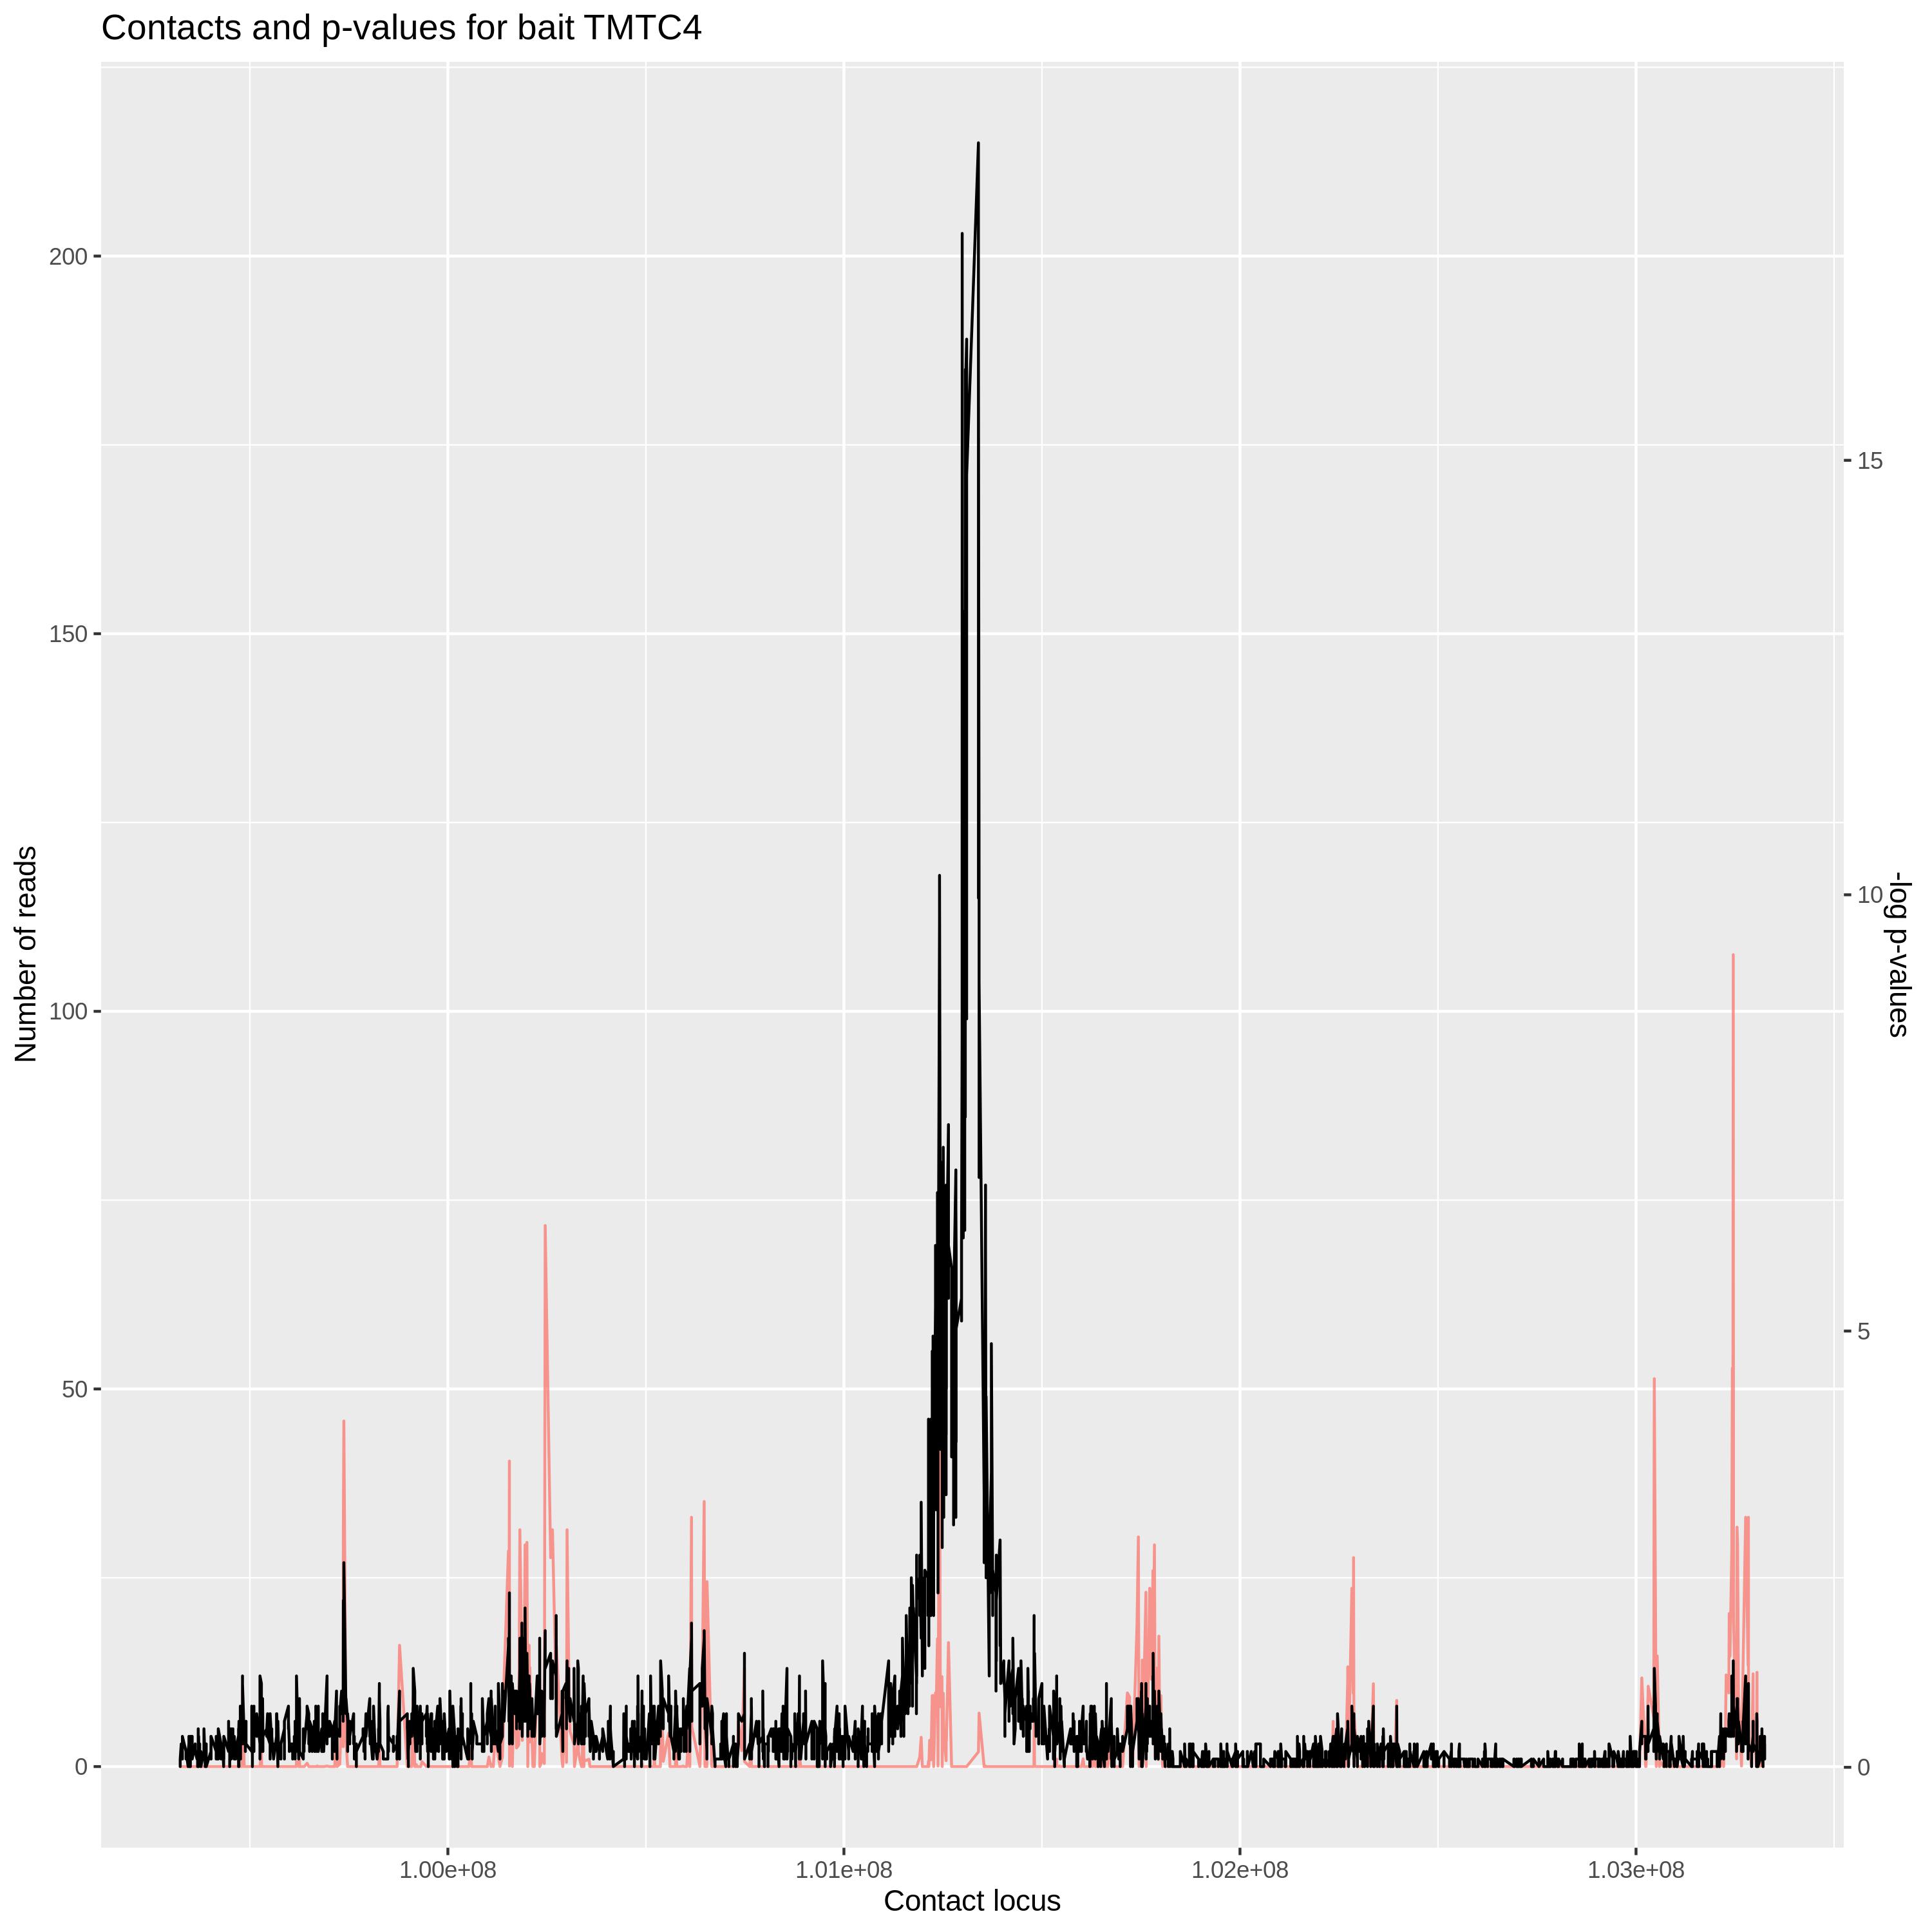 Contacts and p-values for bait TMTC4
Number of reads
200
150
100
50
0
15
10
5
0
-log p-values
1.00e+08
1.01e+08
1.02e+08
1.03e+08
Contact locus